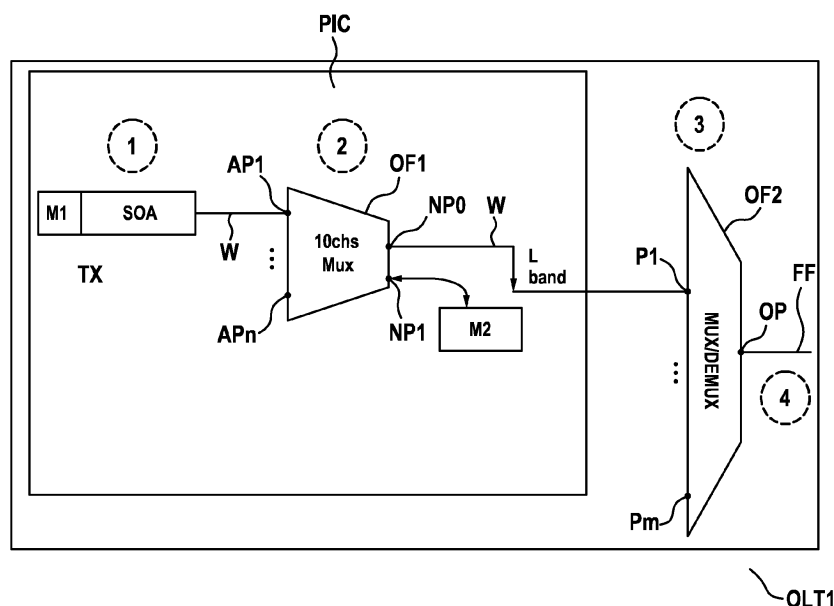 PIC
1
2
3
AP1
OF1
M1
SOA
NP0
W
OF2
W
10chs
Mux
L
band
P1
FF
TX
OP
APn
NP1
M2
MUX/DEMUX
4
Pm
OLT1